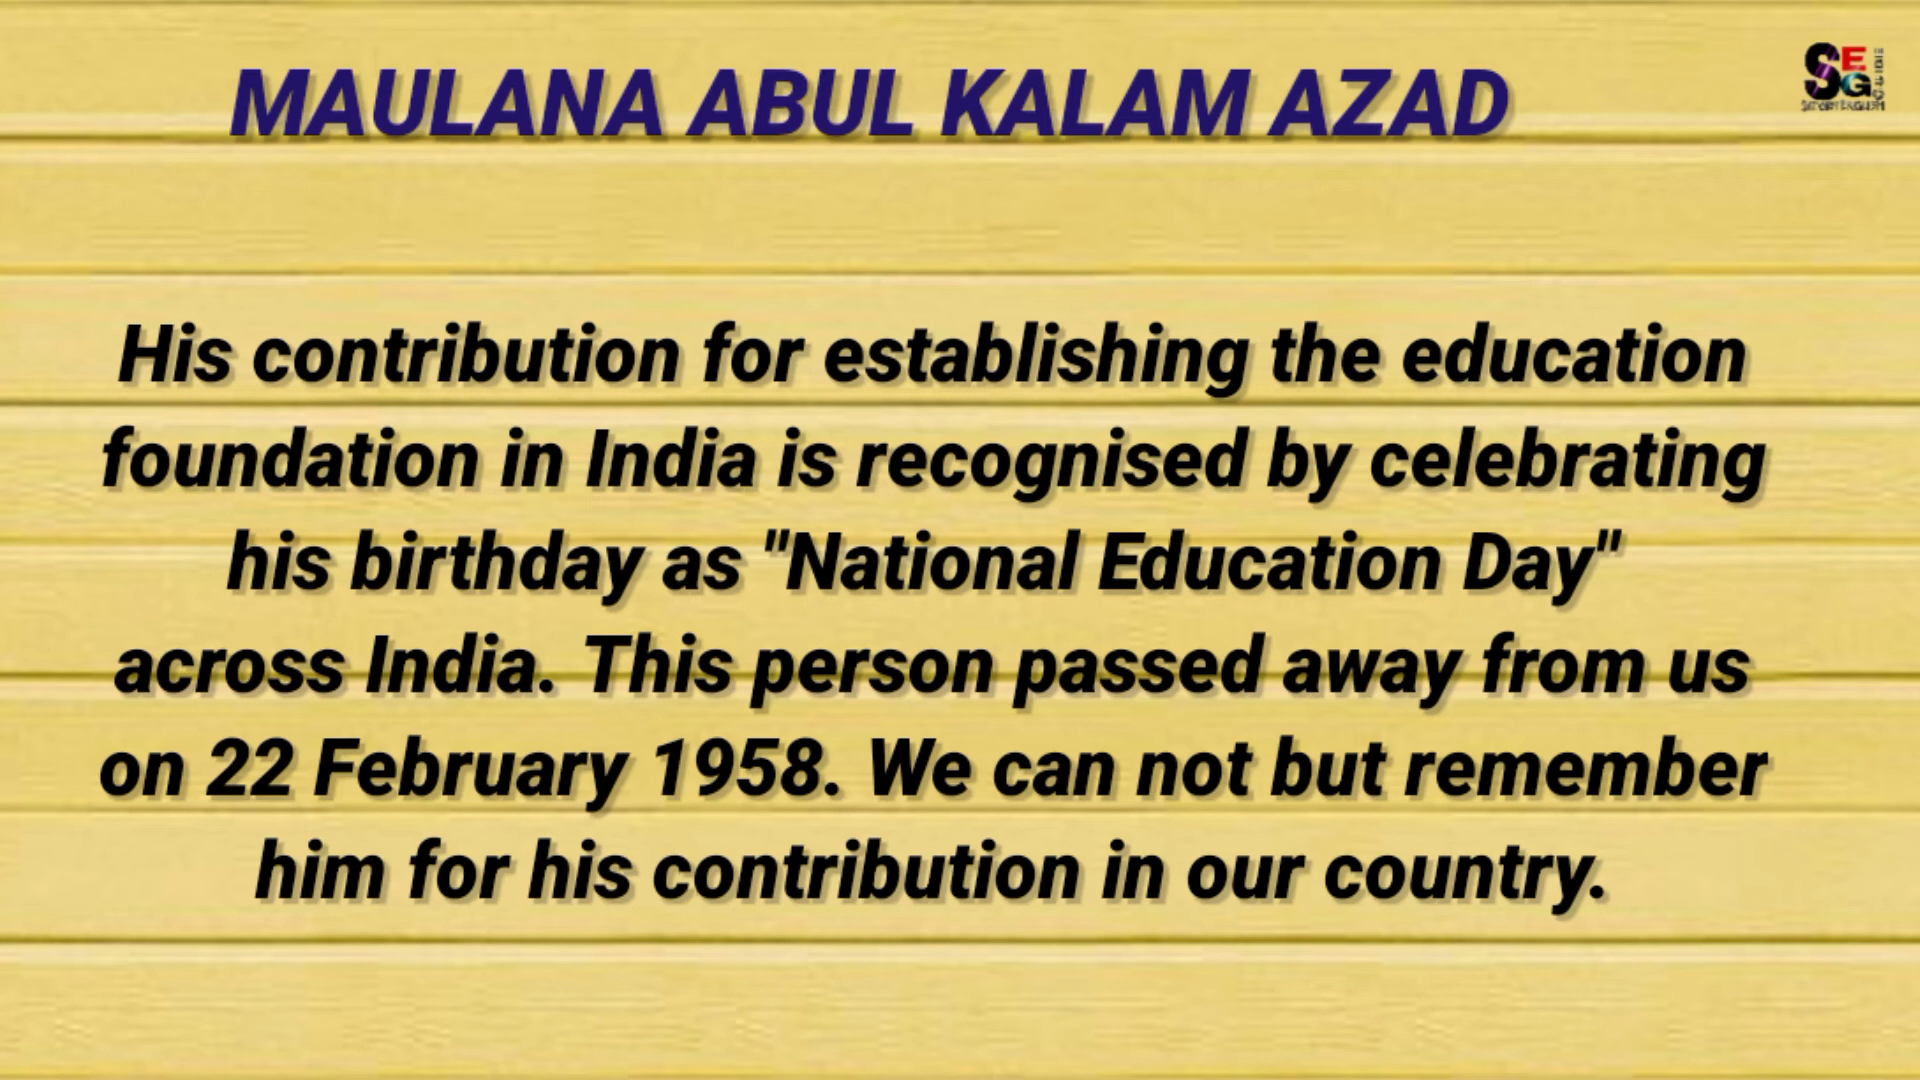 MAULANA ABUL KALAM AZAD
SEG
His contribution for establishing the education
foundation in India is recognised by celebrating
his birthday as "National Education Day"
across India. This person passed away from us
on 22 February 1958. We can not but remember
him for his contribution in our country.